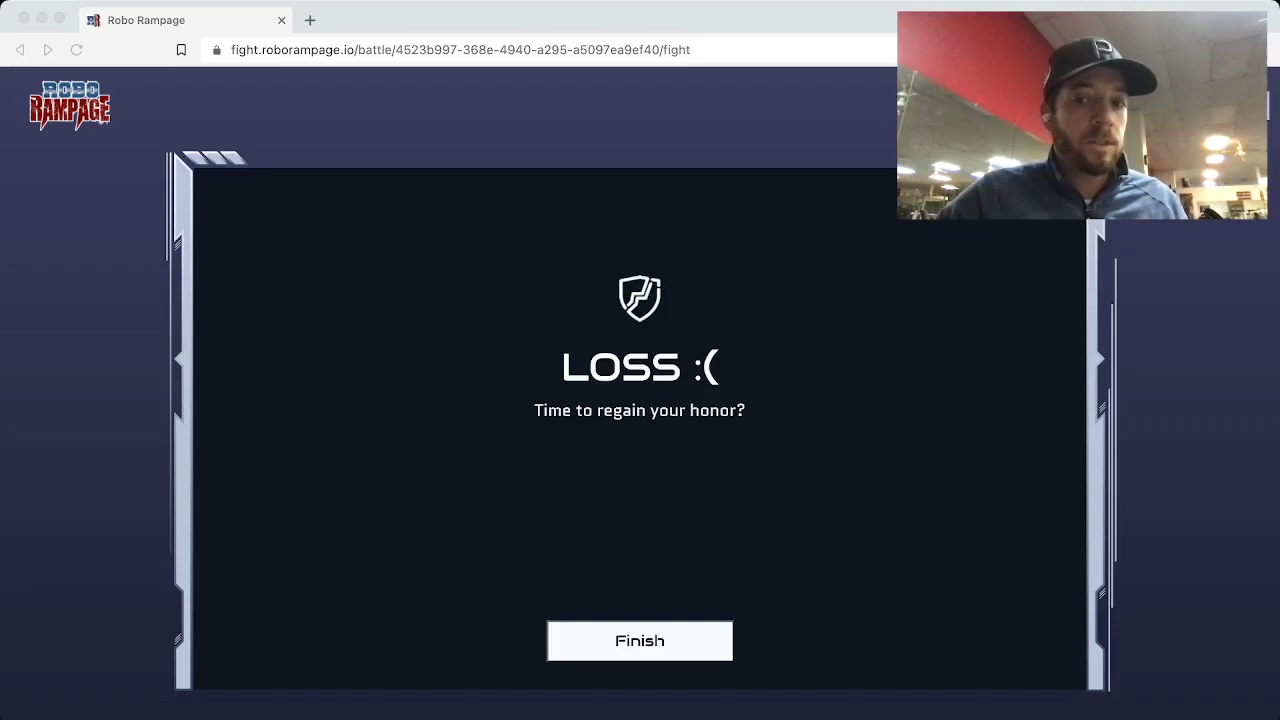 Robo Rampage
fight.roborampage.io/battle/4523b997-368e-4940-a295-a5097ea9ef40/fight
ROBO
RAMPAGE
LOSS :(
Time to regain your honor?
Finish